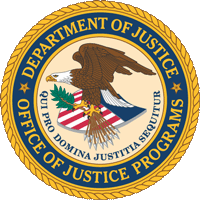 DEPARTMENT OF JUSTICE
QUI PRO DOMINA JUSTITIA SEQUITUR
OFFICE OF JUSTICE PROGRAMS